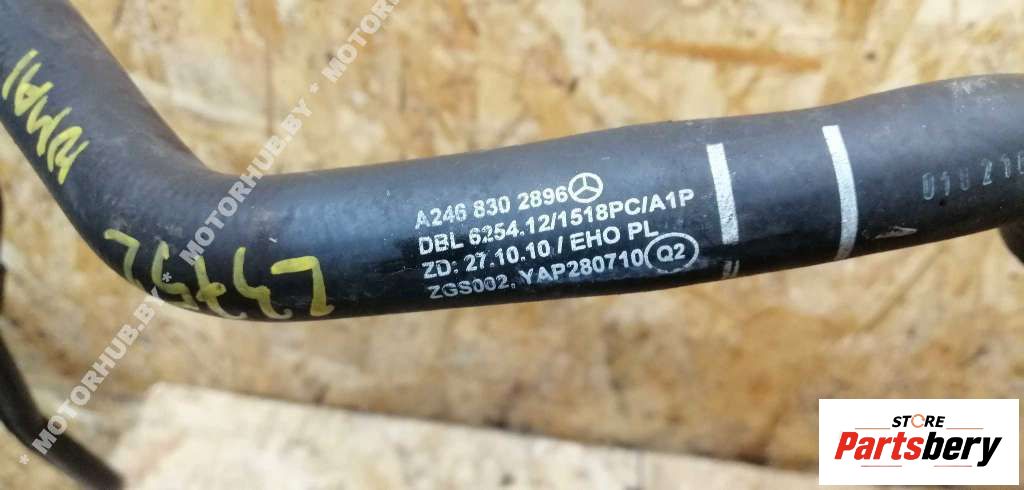 MOTORHUB.BY * MOTORHUB.BY * MOTOR
A246 830 2896
DBL 6254.12/1518PC/A1P
ZD: 27.10.10 / EHO PL
ZGS002, YAP280710 Q2
* MOTORHUB.BY *
STORE
Partsbery